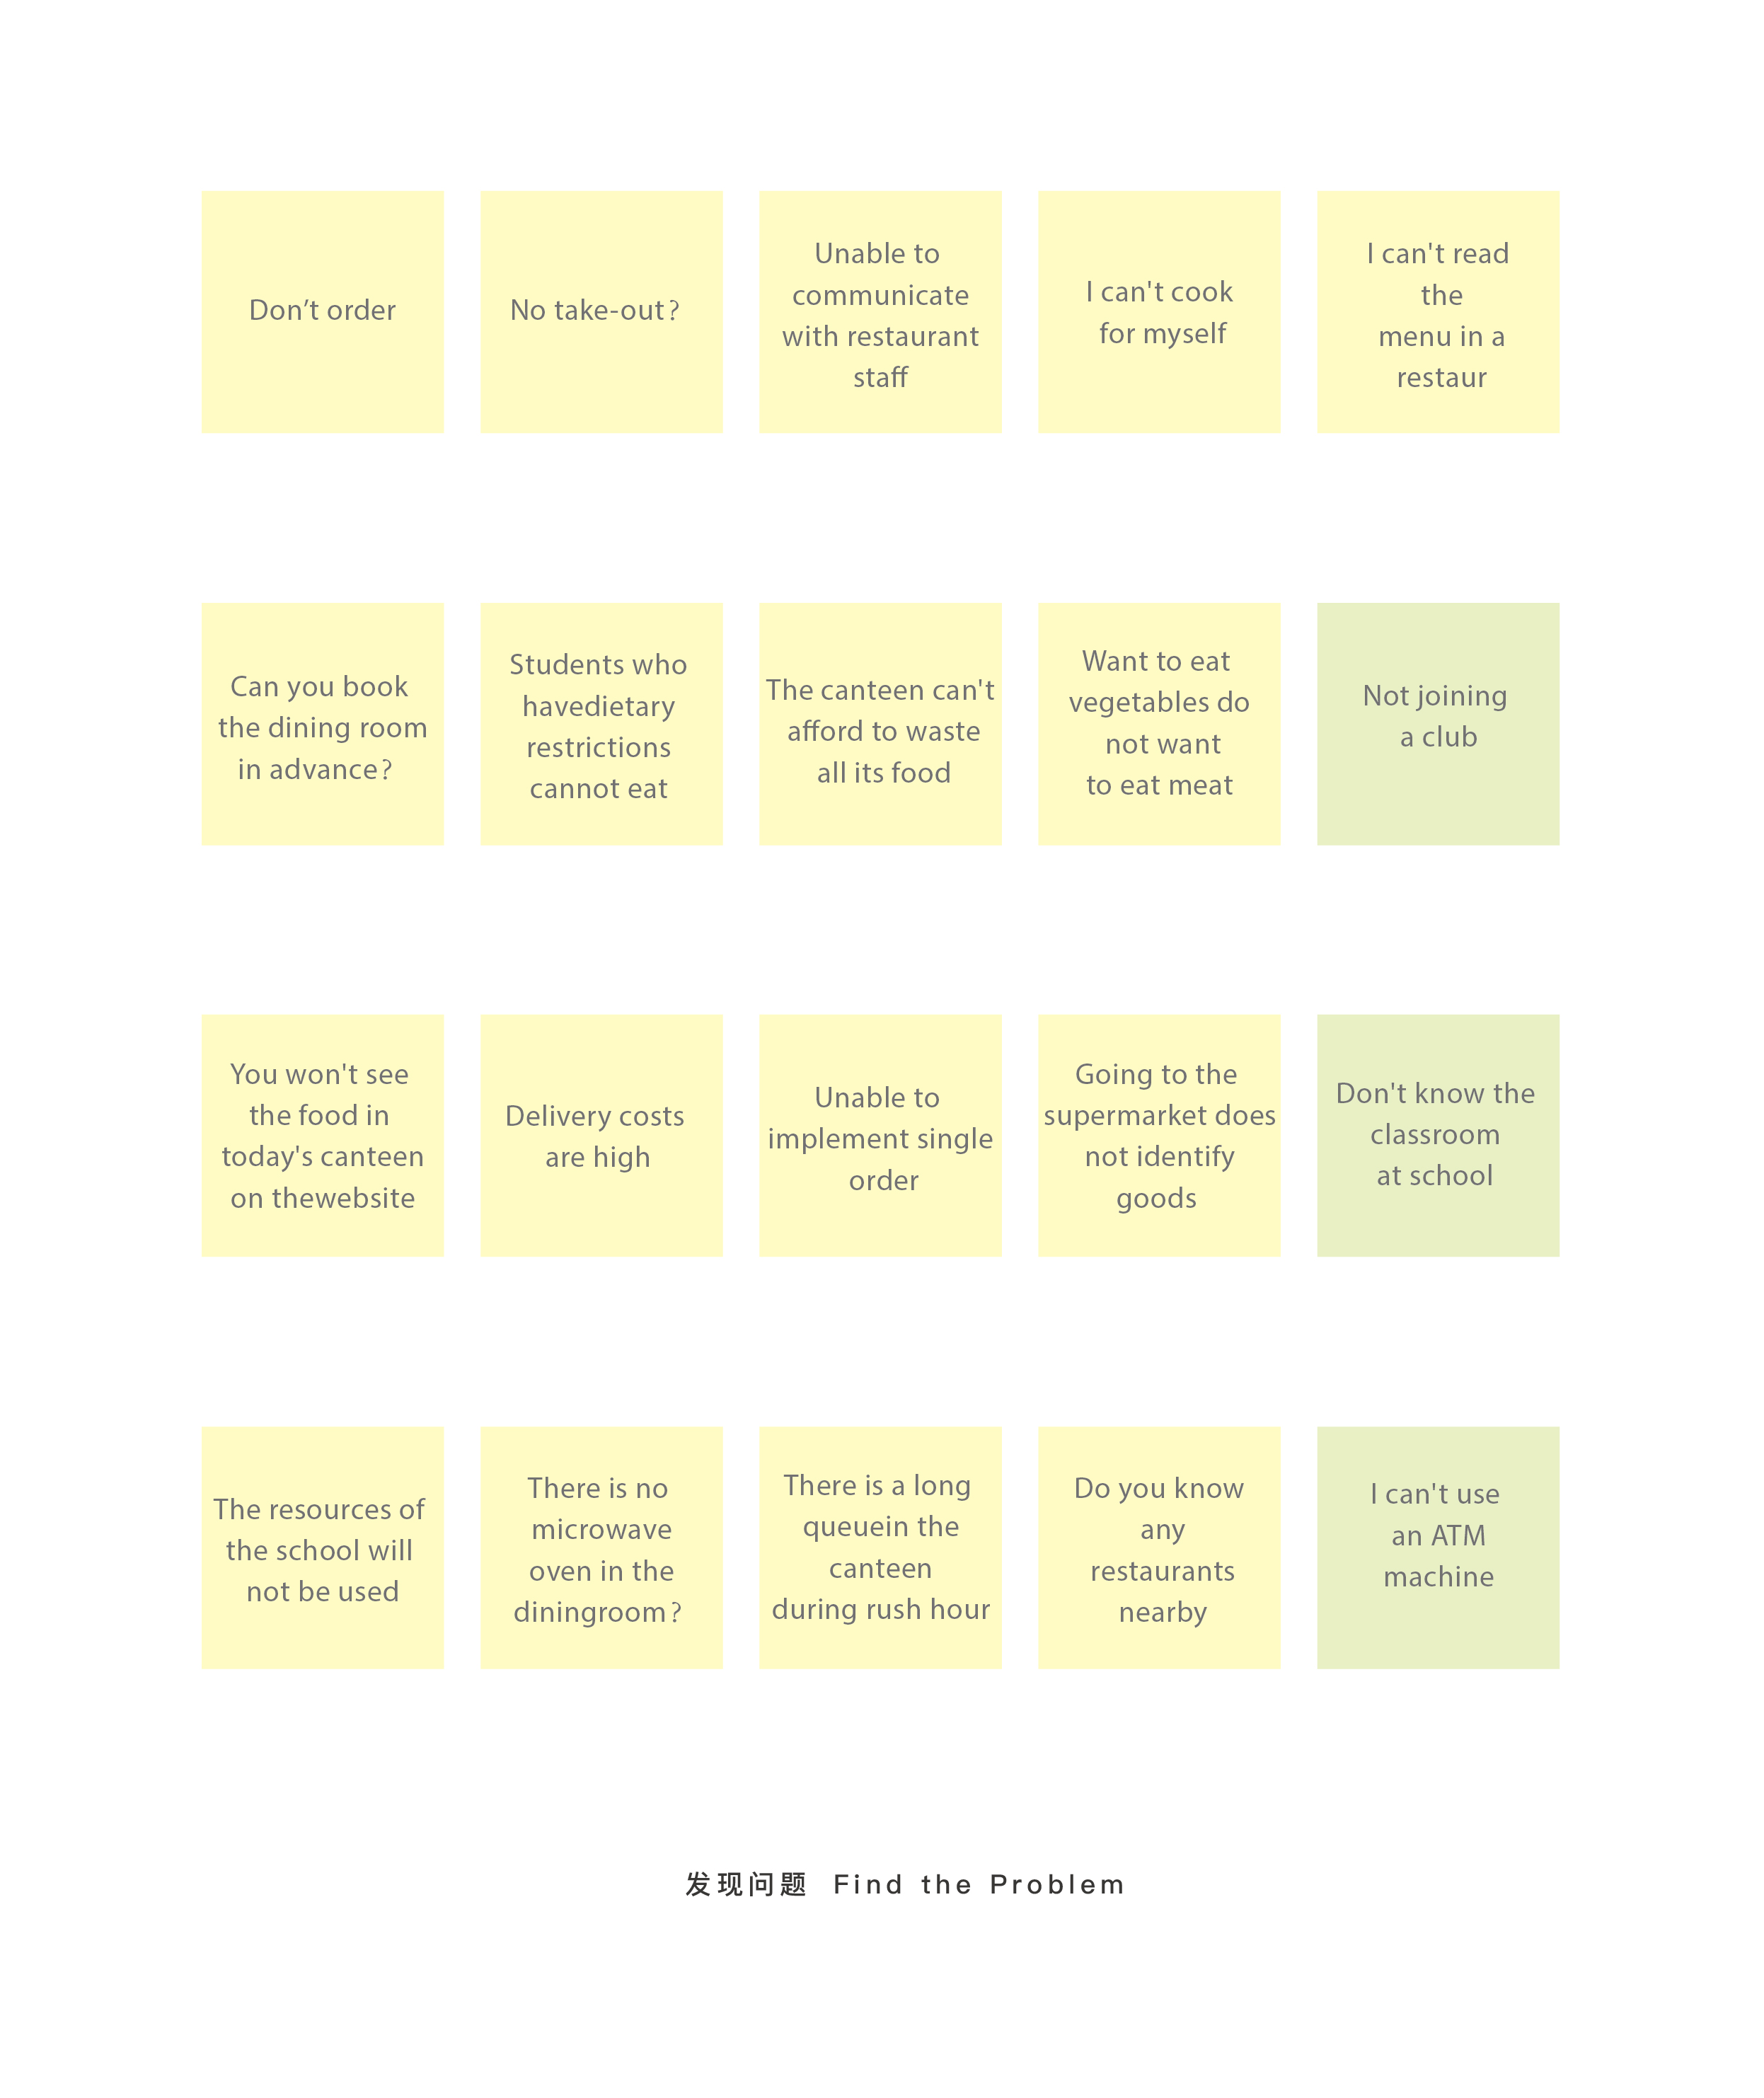 Don’t order
No take-out?
Unable to
communicate
with restaurant
staff
I can't cook
for myself
I can't read
the
menu in a
restaur
Can you book
the dining room
in advance?
Students who
havedietary
restrictions
cannot eat
The canteen can't
afford to waste
all its food
Want to eat
vegetables do
not want
to eat meat
Not joining
a club
You won't see
the food in
today's canteen
on thewebsite
Delivery costs
are high
Unable to
implement single
order
Going to the
supermarket does
not identify
goods
Don't know the
classroom
at school
The resources of
the school will
not be used
There is no
microwave
oven in the
diningroom?
There is a long
queuein the
canteen
during rush hour
Do you know
any
restaurants
nearby
I can't use
an ATM
machine
发现问题 Find the Problem